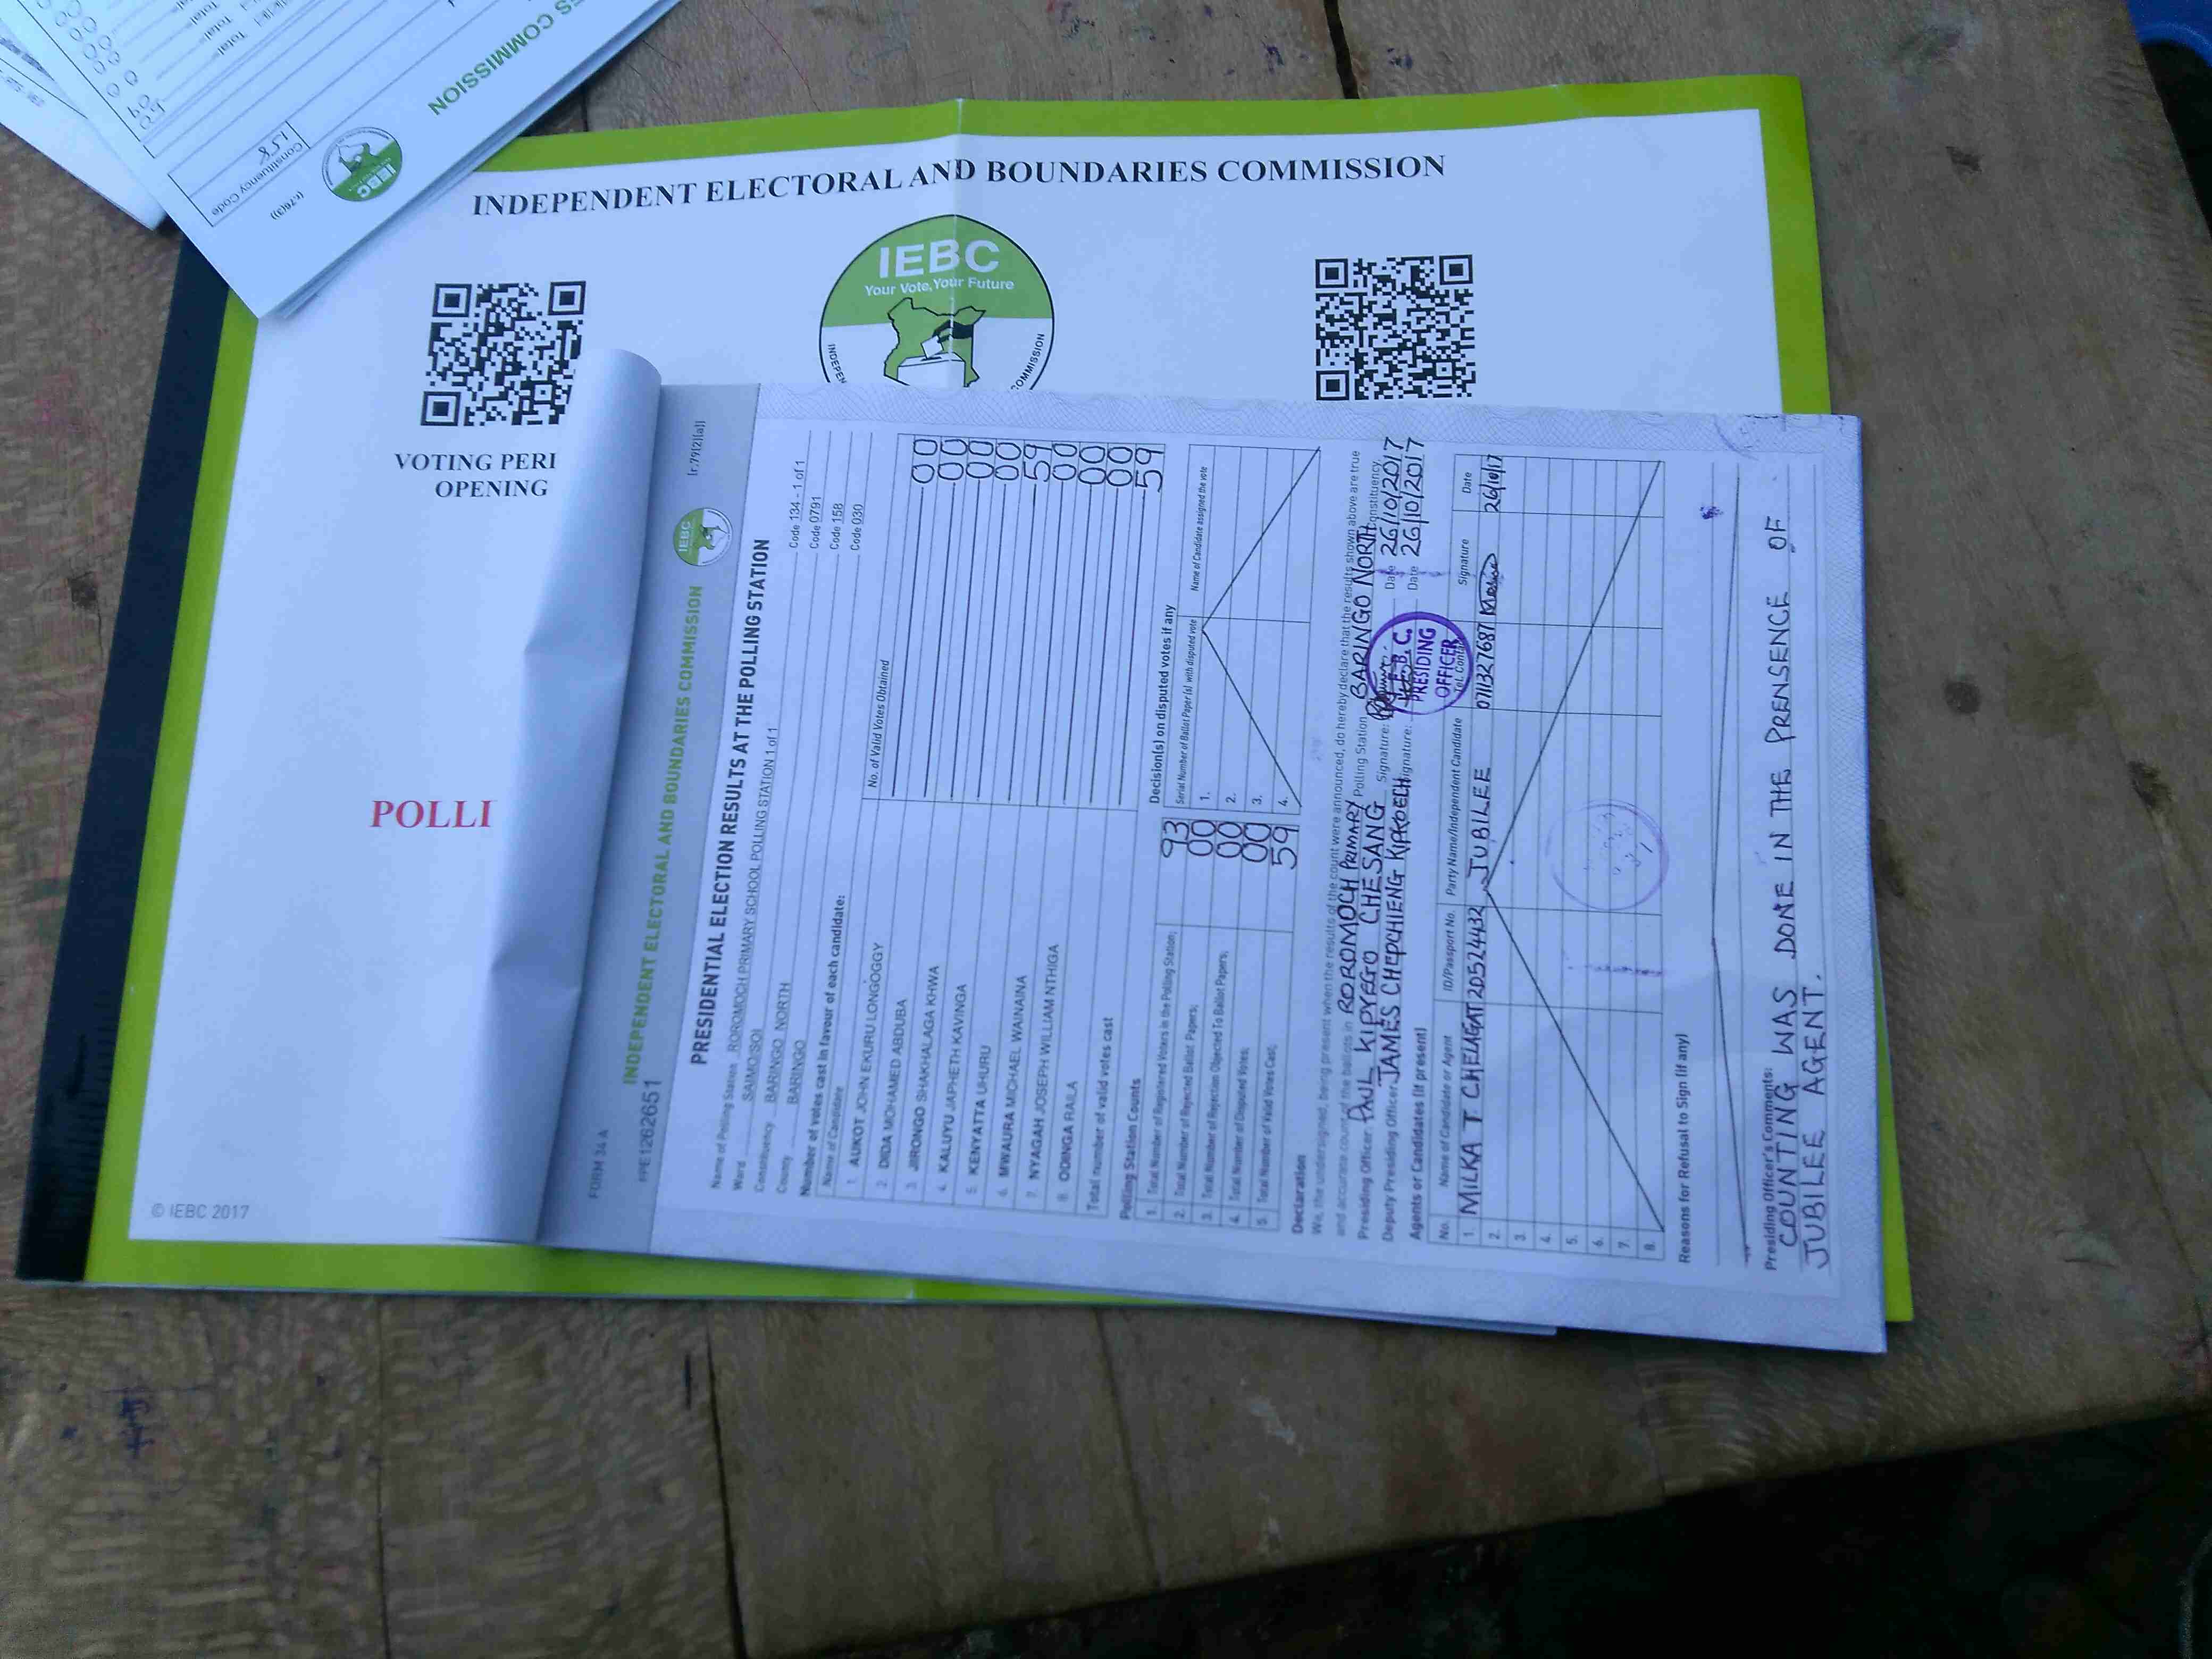 ES COMMISSION
Total
Total
Total
Constituency Code
158
(r.76(3))
IEBC
INDEPENDENT ELECTORAL AND BOUNDARIES COMMISSION
IEBC
Your Vote, Your Future
INDEPEN
COMMISSION
VOTING PERI
OPENING
POLLI
© IEBC 2017
FORM 34 A
[r.79(2)(a)]
INDEPENDENT ELECTORAL AND BOUNDARIES COMMISSION
IEBC
PRESIDENTIAL ELECTION RESULTS AT THE POLLING STATION
Name of Polling Station ROROMOCH PRIMARY SCHOOL POLLING STATION 1 of 1 Code 134 - 1 of 1
Ward SAIMO/SOI Code 0791
Constituency BARINGO NORTH Code 158
County BARINGO Code 030
Number of votes cast in favour of each candidate:
Name of Candidate No. of Valid Votes Obtained
1. AUKOT JOHN EKURU LONGOGGY 00
2. DIDA MOHAMED ABDUBA 00
3. JIRONGO SHAKHALAGA KHWA 00
4. KALUYU JAPHETH KAVINGA 00
5. KENYATTA UHURU 59
6. MWAURA MICHAEL WAINAINA 00
7. NYAGAH JOSEPH WILLIAM NTHIGA 00
8. ODINGA RAILA 00
Total number of valid votes cast 59
Polling Station Counts
1. Total Number of Registered Voters in the Polling Station; 93
2. Total Number of Rejected Ballot Papers; 00
3. Total Number of Rejection Objected To Ballot Papers; 00
4. Total Number of Disputed Votes; 00
5. Total Number of Valid Votes Cast; 59
Decision(s) on disputed votes if any
Serial Number of Ballot Paper(s) with disputed vote Name of Candidate assigned the vote
1.
2.
3.
4.
Declaration
We, the undersigned, being present when the results of the count were announced, do hereby declare that the results shown above are true
and accurate count of the ballots in ROROMOCH PRIMARY Polling Station BARINGO NORTH Constituency.
Presiding Officer PAUL KIPYEGO CHESANG Signature: Date 26/10/2017
Deputy Presiding Officer JAMES CHEPCHIENG KIPKOECH Signature: Date 26/10/2017
I.E.B.C.
PRESIDING
OFFICER
Agents or Candidates (if present)
No. Name of Candidate or Agent ID/Passport No. Party Name/Independent Candidate Tel. Contact Signature Date
1. MILKA T CHELAGAT 20524432 JUBILEE 0711327687 26/10/17
2.
3.
4.
5.
6.
7.
8.
Reasons for Refusal to Sign (if any)
Presiding Officer's Comments:
COUNTING WAS DONE IN THE PRENSENCE OF
JUBILEE AGENT.